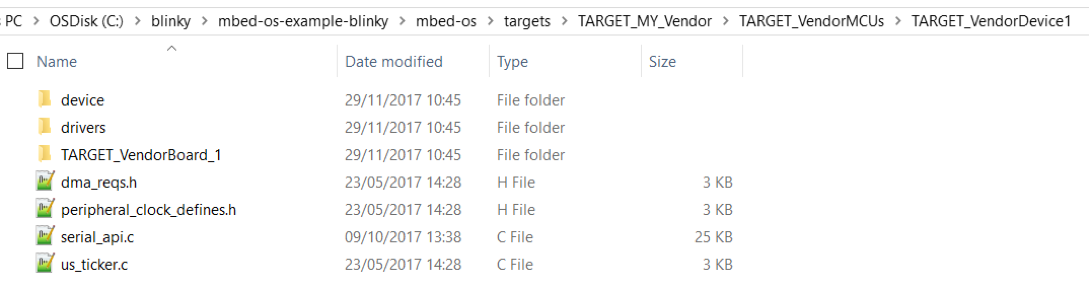 PC > OSDisk (C:) > blinky > mbed-os-example-blinky > mbed-os > targets > TARGET_MY_Vendor > TARGET_VendorMCUs > TARGET_VendorDevice1
Name Date modified Type Size
device 29/11/2017 10:45 File folder
drivers 29/11/2017 10:45 File folder
TARGET_VendorBoard_1 29/11/2017 10:45 File folder
dma_reqs.h 23/05/2017 14:28 H File 3 KB
peripheral_clock_defines.h 23/05/2017 14:28 H File 3 KB
serial_api.c 09/10/2017 13:38 C File 25 KB
us_ticker.c 23/05/2017 14:28 C File 3 KB